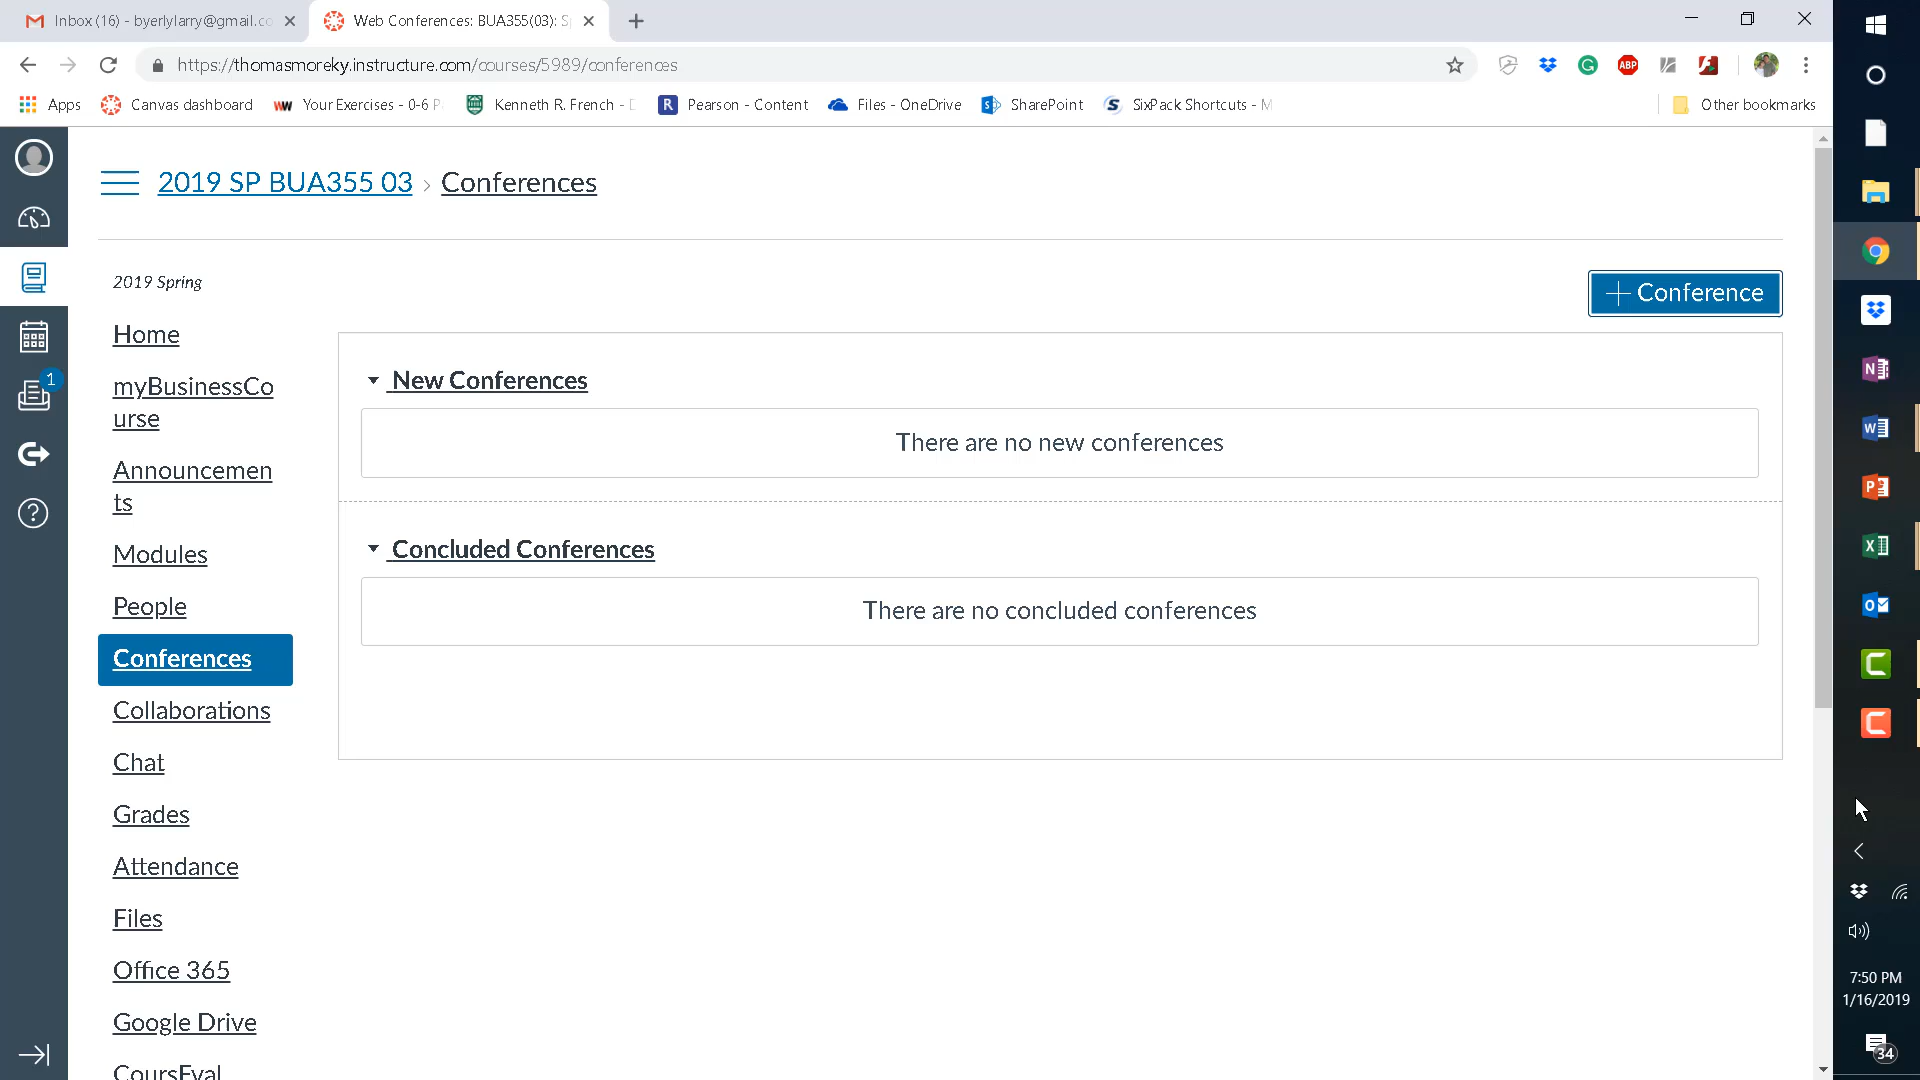 Inbox (16) - byerlylarry@gmail.co
Web Conferences: BUA355(03): S
https://thomasmoreky.instructure.com/courses/5989/conferences
ABP
Apps
Canvas dashboard
Your Exercises - 0-6 P
Kenneth R. French - D
Pearson - Content
Files - OneDrive
SharePoint
SixPack Shortcuts - M
Other bookmarks
2019 SP BUA355 03 › Conferences
2019 Spring
+ Conference
Home
myBusinessCo
urse
Announcemen
ts
Modules
People
Conferences
Collaborations
Chat
Grades
Attendance
Files
Office 365
Google Drive
CoursEval
New Conferences
There are no new conferences
Concluded Conferences
There are no concluded conferences
1
7:50 PM
1/16/2019
34